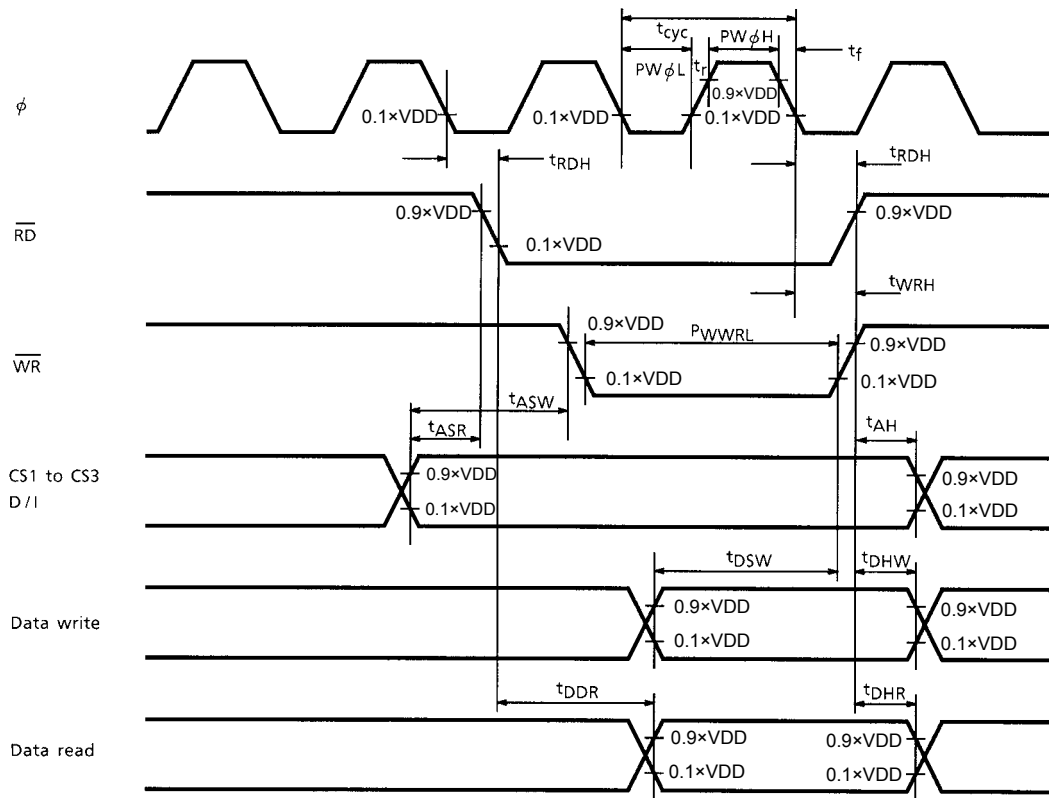 tcyc PWϕH tf
PWϕL tr
0.9×VDD
ϕ
0.1×VDD 0.1×VDD 0.1×VDD
tRDH tRDH
0.9×VDD 0.9×VDD
RD
0.1×VDD
tWRH
0.9×VDD PWWRL
0.9×VDD
WR
0.1×VDD 0.1×VDD
tASW
tASR tAH
CS1 to CS3 0.9×VDD 0.9×VDD
D/I
0.1×VDD 0.1×VDD
tDSW tDHW
0.9×VDD 0.9×VDD
Data write
0.1×VDD 0.1×VDD
tDDR tDHR
0.9×VDD 0.9×VDD
Data read
0.1×VDD 0.1×VDD